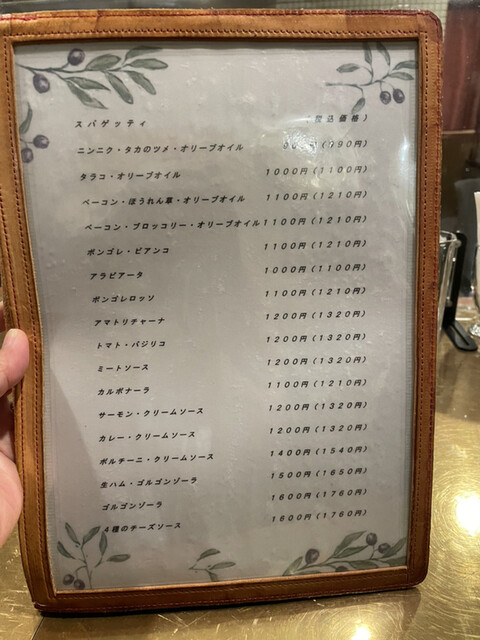 スパゲッティ (税込価格)
ニンニク・タカのツメ・オリーブオイル (990円)
タラコ・オリーブオイル 1000円(1100円)
ベーコン・ほうれん草・オリーブオイル 1100円(1210円)
ベーコン・ブロッコリー・オリーブオイル 1100円(1210円)
ボンゴレ・ビアンコ 1100円(1210円)
アラビアータ 1000円(1100円)
ボンゴレロッソ 1100円(1210円)
アマトリチャーナ 1200円(1320円)
トマト・バジリコ 1200円(1320円)
ミートソース 1200円(1320円)
カルボナーラ 1100円(1210円)
サーモン・クリームソース 1200円(1320円)
カレー・クリームソース 1200円(1320円)
ポルチーニ・クリームソース 1400円(1540円)
生ハム・ゴルゴンゾーラ 1500円(1650円)
ゴルゴンゾーラ 1600円(1760円)
4種のチーズソース 1600円(1760円)